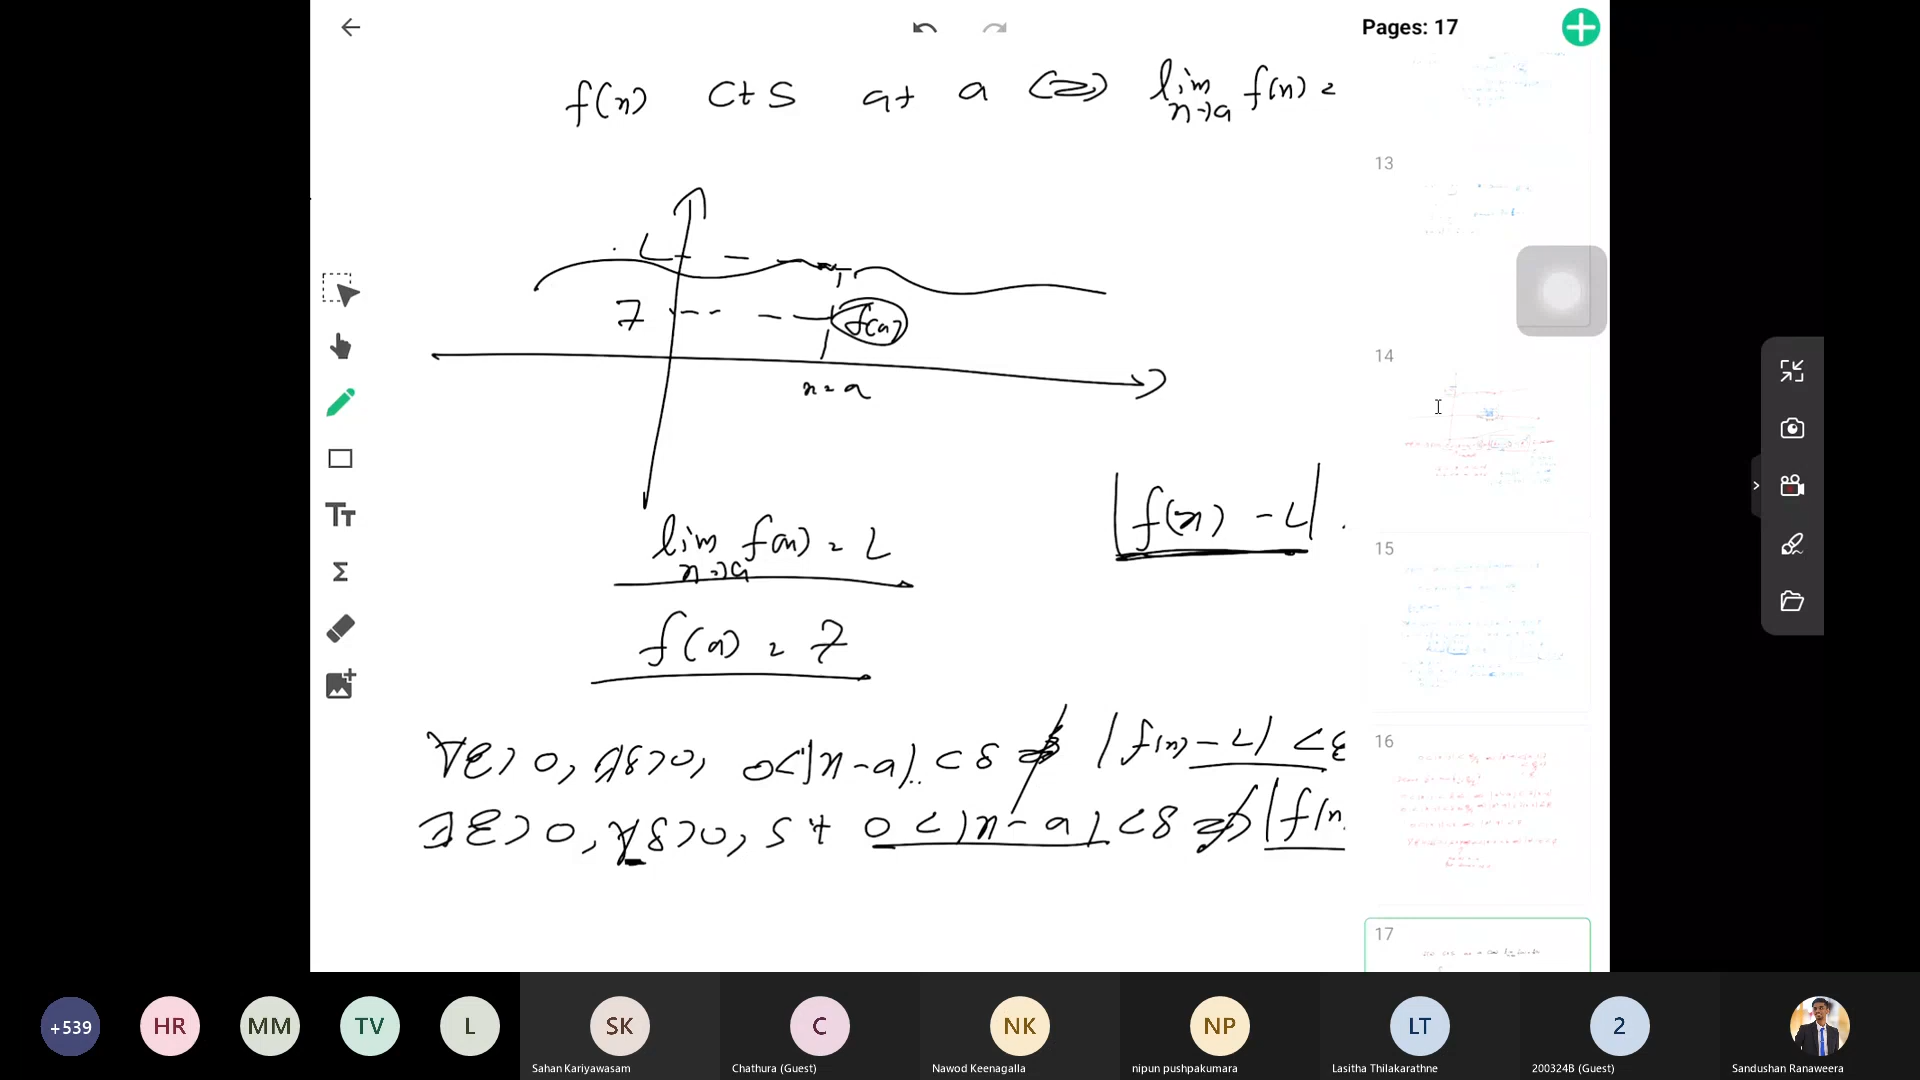 Pages: 17
f(x) cts at a ⇔ lim f(x) =
x→a
L
7
f(a)
x = a
|f(x) - L|
lim f(x) = L
x→a
f(a) = 7
∀ε > 0, ∃δ > 0, 0 < |x - a| < δ ⇒ |f(x) - L| < ε
∃ε > 0, ∀δ > 0, s t 0 < |x - a| < δ ⇏ |f(x
13
14
15
16
17
+539
HR
MM
TV
L
SK
C
NK
NP
LT
2
Sahan Kariyawasam
Chathura (Guest)
Nawod Keenagalla
nipun pushpakumara
Lasitha Thilakarathne
200324B (Guest)
Sandushan Ranaweera